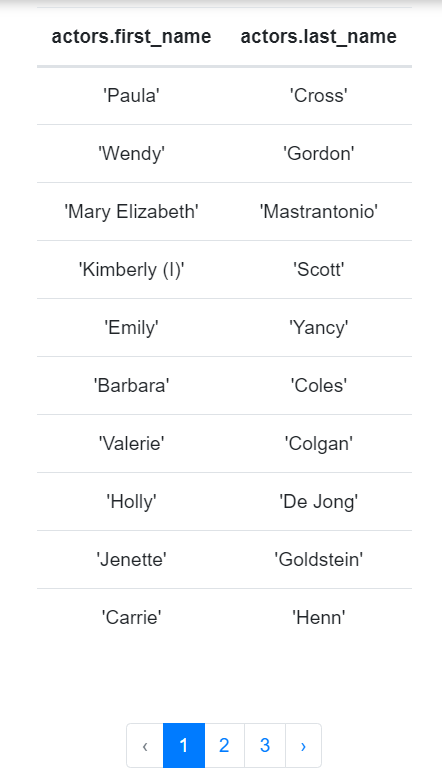 actors.first_name actors.last_name
'Paula' 'Cross'
'Wendy' 'Gordon'
'Mary Elizabeth' 'Mastrantonio'
'Kimberly (I)' 'Scott'
'Emily' 'Yancy'
'Barbara' 'Coles'
'Valerie' 'Colgan'
'Holly' 'De Jong'
'Jenette' 'Goldstein'
'Carrie' 'Henn'
‹ 1 2 3 ›